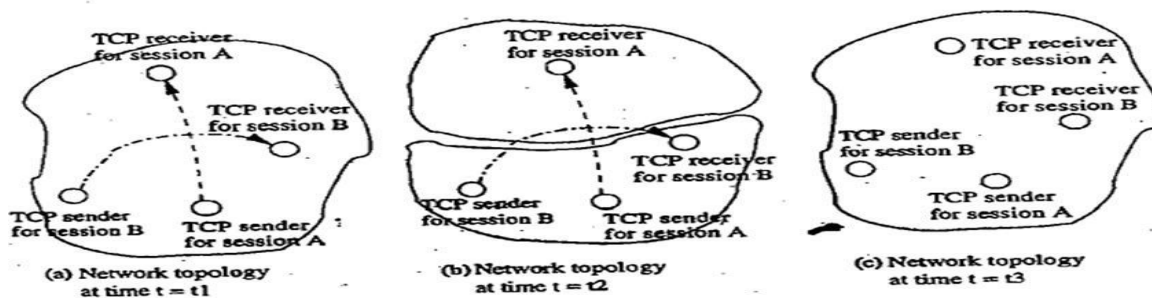 TCP receiver
for session A
TCP receiver
for session B
TCP sender
for session B
TCP sender
for session A
(a) Network topology
at time t = t1
TCP receiver
for session A
TCP receiver
for session B
TCP sender
for session B
TCP sender
for session A
(b) Network topology
at time t = t2
TCP receiver
for session A
TCP receiver
for session B
TCP sender
for session B
TCP sender
for session A
(c) Network topology
at time t = t3